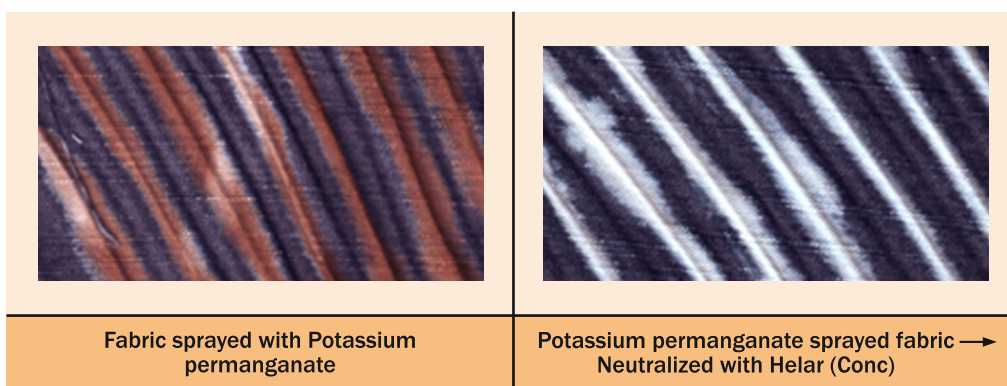 Fabric sprayed with Potassium
permanganate
Potassium permanganate sprayed fabric →
Neutralized with Helar (Conc)